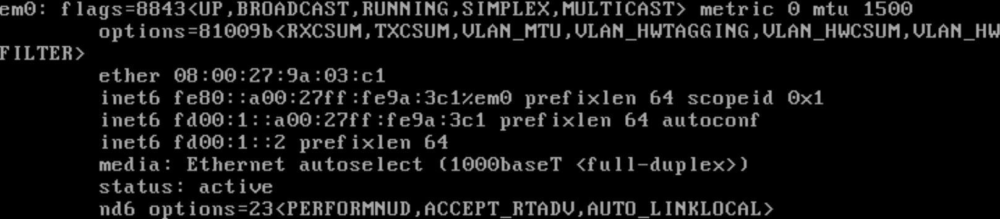 em0: flags=8843<UP,BROADCAST,RUNNING,SIMPLEX,MULTICAST> metric 0 mtu 1500
        options=81009b<RXCSUM,TXCSUM,VLAN_MTU,VLAN_HWTAGGING,VLAN_HWCSUM,VLAN_HW
FILTER>
        ether 08:00:27:9a:03:c1
        inet6 fe80::a00:27ff:fe9a:3c1%em0 prefixlen 64 scopeid 0x1
        inet6 fd00:1::a00:27ff:fe9a:3c1 prefixlen 64 autoconf
        inet6 fd00:1::2 prefixlen 64
        media: Ethernet autoselect (1000baseT <full-duplex>)
        status: active
        nd6 options=23<PERFORMNUD,ACCEPT_RTADV,AUTO_LINKLOCAL>